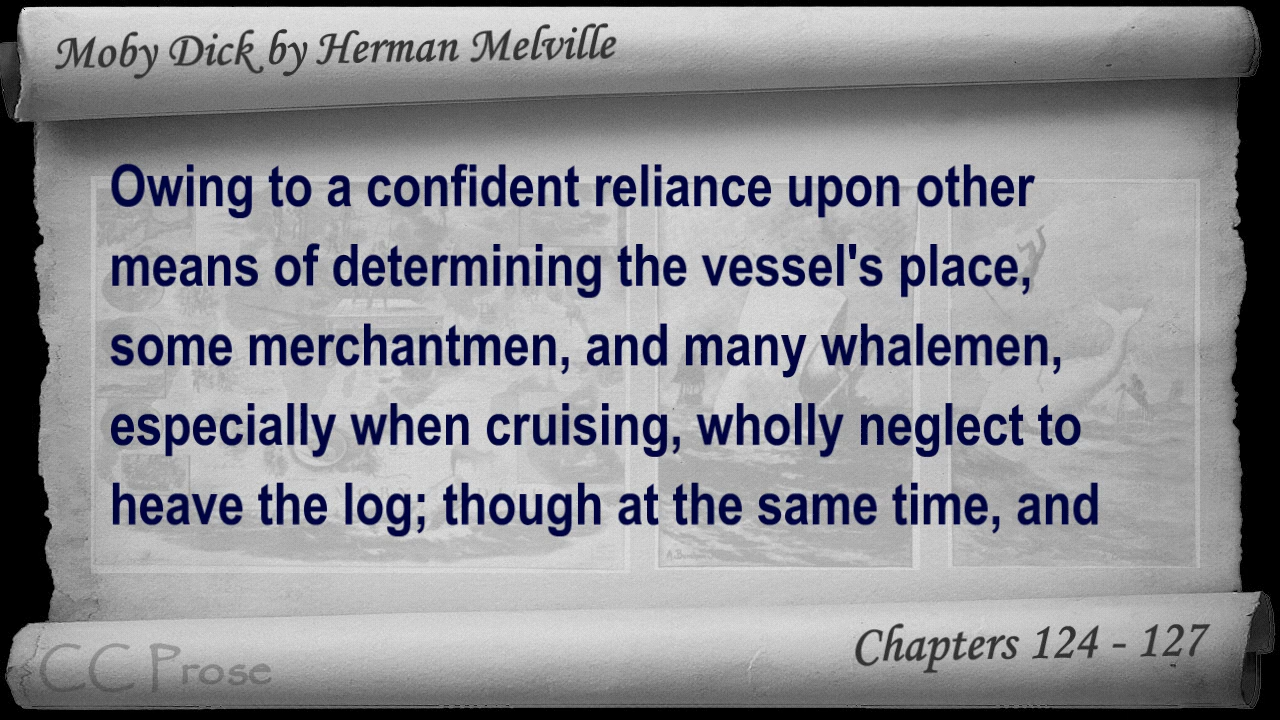 Moby Dick by Herman Melville
Owing to a confident reliance upon other
means of determining the vessel's place,
some merchantmen, and many whalemen,
especially when cruising, wholly neglect to
heave the log; though at the same time, and
Chapters 124 - 127
CC Prose